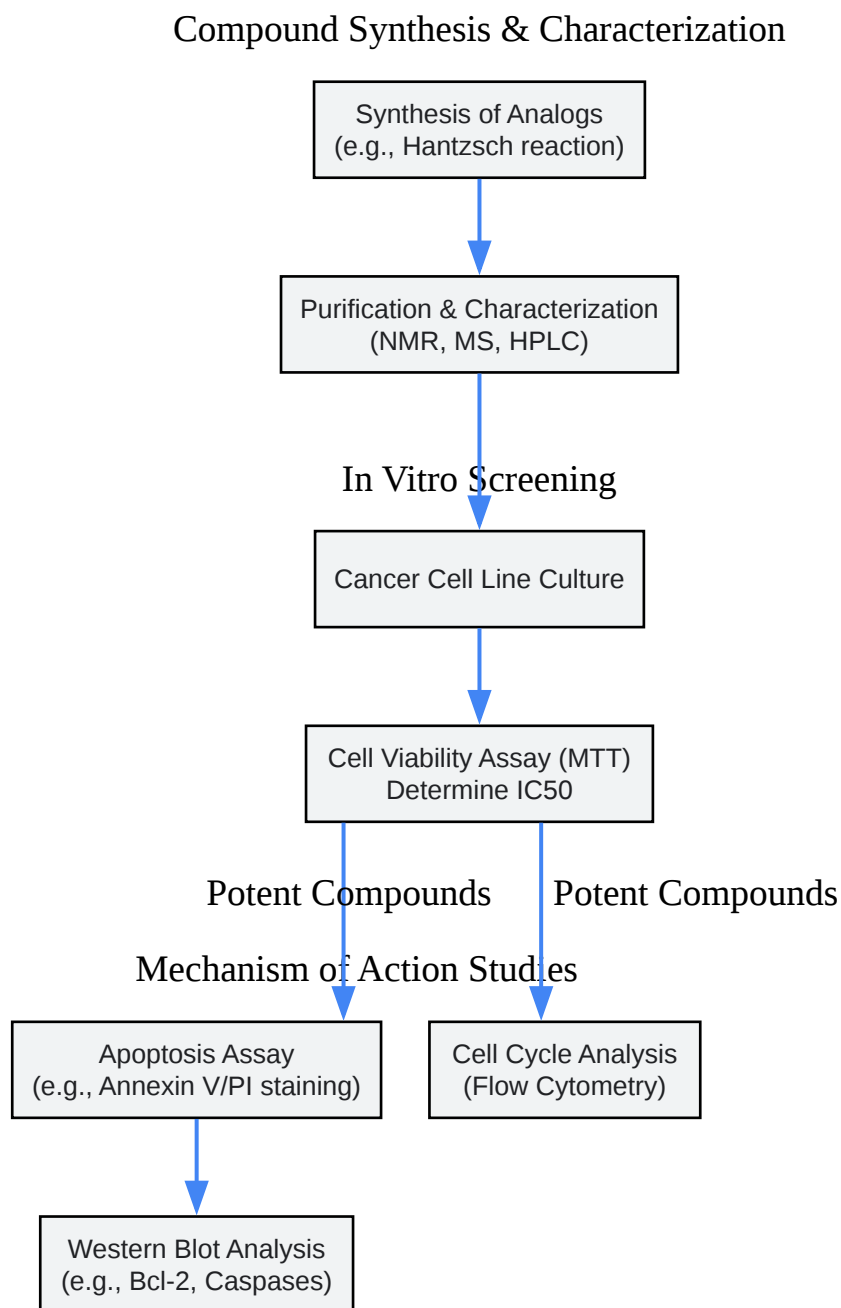 Compound Synthesis & Characterization
Synthesis of Analogs
(e.g., Hantzsch reaction)
Purification & Characterization
(NMR, MS, HPLC)
In Vitro Screening
Cancer Cell Line Culture
Cell Viability Assay (MTT)
Determine IC50
Potent Compounds
Potent Compounds
Mechanism of Action Studies
Apoptosis Assay
(e.g., Annexin V/PI staining)
Cell Cycle Analysis
(Flow Cytometry)
Western Blot Analysis
(e.g., Bcl-2, Caspases)